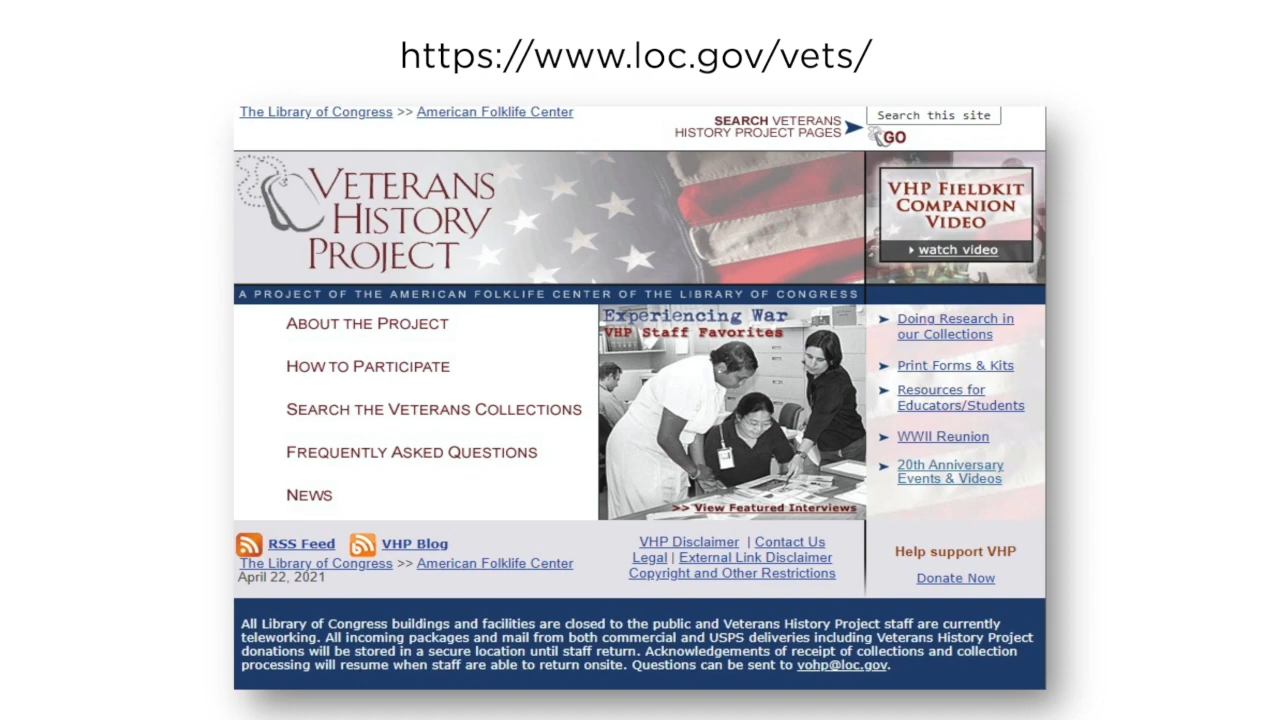 https://www.loc.gov/vets/
The Library of Congress >> American Folklife Center
SEARCH VETERANS
HISTORY PROJECT PAGES
Search this site
GO
VETERANS
HISTORY
PROJECT
VHP FIELDKIT
COMPANION
VIDEO
watch video
A PROJECT OF THE AMERICAN FOLKLIFE CENTER OF THE LIBRARY OF CONGRESS
ABOUT THE PROJECT
HOW TO PARTICIPATE
SEARCH THE VETERANS COLLECTIONS
FREQUENTLY ASKED QUESTIONS
NEWS
Experiencing War
VHP Staff Favorites
>> View Featured Interviews
Doing Research in
our Collections
Print Forms & Kits
Resources for
Educators/Students
WWII Reunion
20th Anniversary
Events & Videos
RSS Feed VHP Blog
The Library of Congress >> American Folklife Center
April 22, 2021
VHP Disclaimer | Contact Us
Legal | External Link Disclaimer
Copyright and Other Restrictions
Help support VHP
Donate Now
All Library of Congress buildings and facilities are closed to the public and Veterans History Project staff are currently
teleworking. All incoming packages and mail from both commercial and USPS deliveries including Veterans History Project
donations will be stored in a secure location until staff return. Acknowledgements of receipt of collections and collection
processing will resume when staff are able to return onsite. Questions can be sent to vohp@loc.gov.